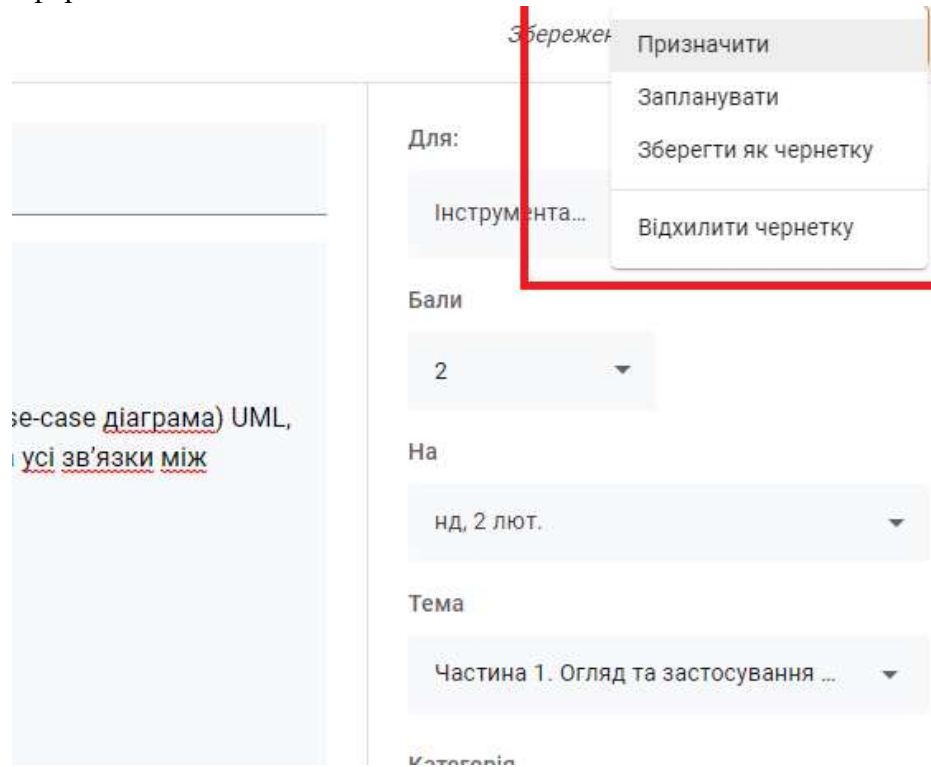 Збережен
Призначити
Запланувати
Зберегти як чернетку
Відхилити чернетку
Для:
Інструмента...
Бали
2
se-case діаграма) UML,
усі зв'язки між
На
нд, 2 лют.
Тема
Частина 1. Огляд та застосування ...
Категорія